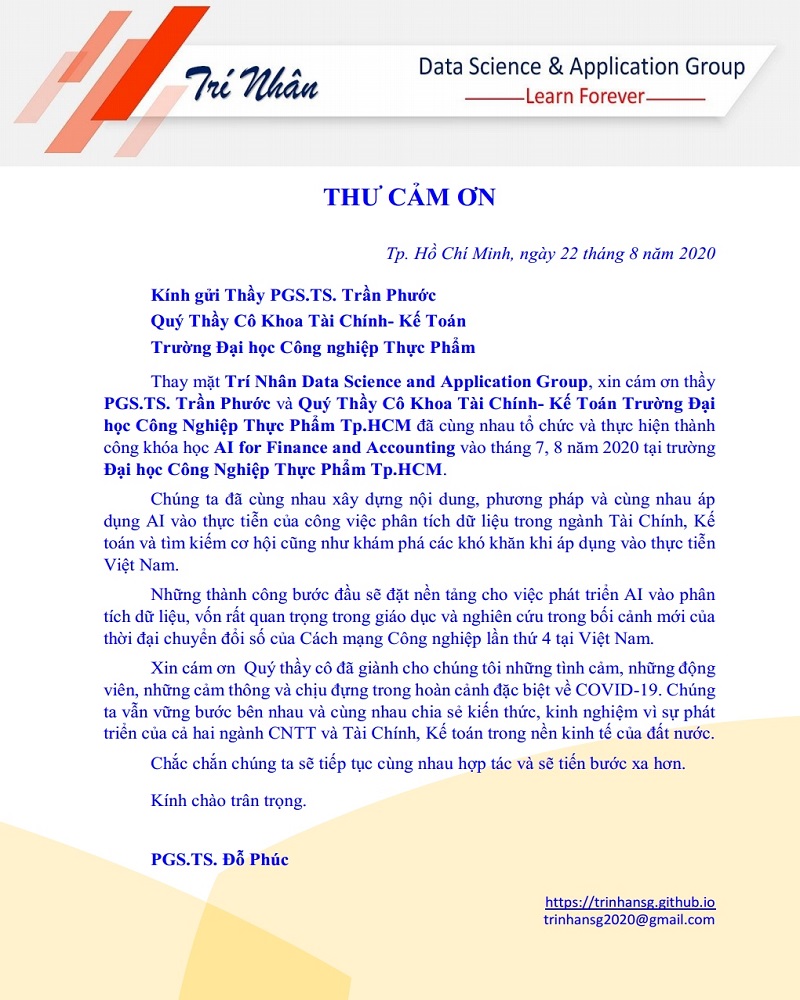 Trí Nhân
Data Science & Application Group
Learn Forever
THƯ CẢM ƠN
Tp. Hồ Chí Minh, ngày 22 tháng 8 năm 2020
Kính gửi Thầy PGS.TS. Trần Phước
Quý Thầy Cô Khoa Tài Chính- Kế Toán
Trường Đại học Công nghiệp Thực Phẩm
Thay mặt Trí Nhân Data Science and Application Group, xin cám ơn thầy
PGS.TS. Trần Phước và Quý Thầy Cô Khoa Tài Chính- Kế Toán Trường Đại
học Công Nghiệp Thực Phẩm Tp.HCM đã cùng nhau tổ chức và thực hiện thành
công khóa học AI for Finance and Accounting vào tháng 7, 8 năm 2020 tại trường
Đại học Công Nghiệp Thực Phẩm Tp.HCM.
Chúng ta đã cùng nhau xây dựng nội dung, phương pháp và cùng nhau áp
dụng AI vào thực tiễn của công việc phân tích dữ liệu trong ngành Tài Chính, Kế
toán và tìm kiếm cơ hội cũng như khám phá các khó khăn khi áp dụng vào thực tiễn
Việt Nam.
Những thành công bước đầu sẽ đặt nền tảng cho việc phát triển AI vào phân
tích dữ liệu, vốn rất quan trọng trong giáo dục và nghiên cứu trong bối cảnh mới của
thời đại chuyển đổi số của Cách mạng Công nghiệp lần thứ 4 tại Việt Nam.
Xin cám ơn  Quý thầy cô đã giành cho chúng tôi những tình cảm, những động
viên, những cảm thông và chịu đựng trong hoàn cảnh đặc biệt về COVID-19. Chúng
ta vẫn vững bước bên nhau và cùng nhau chia sẻ kiến thức, kinh nghiệm vì sự phát
triển của cả hai ngành CNTT và Tài Chính, Kế toán trong nền kinh tế của đất nước.
Chắc chắn chúng ta sẽ tiếp tục cùng nhau hợp tác và sẽ tiến bước xa hơn.
Kính chào trân trọng.
PGS.TS. Đỗ Phúc
https://trinhansg.github.io
trinhansg2020@gmail.com